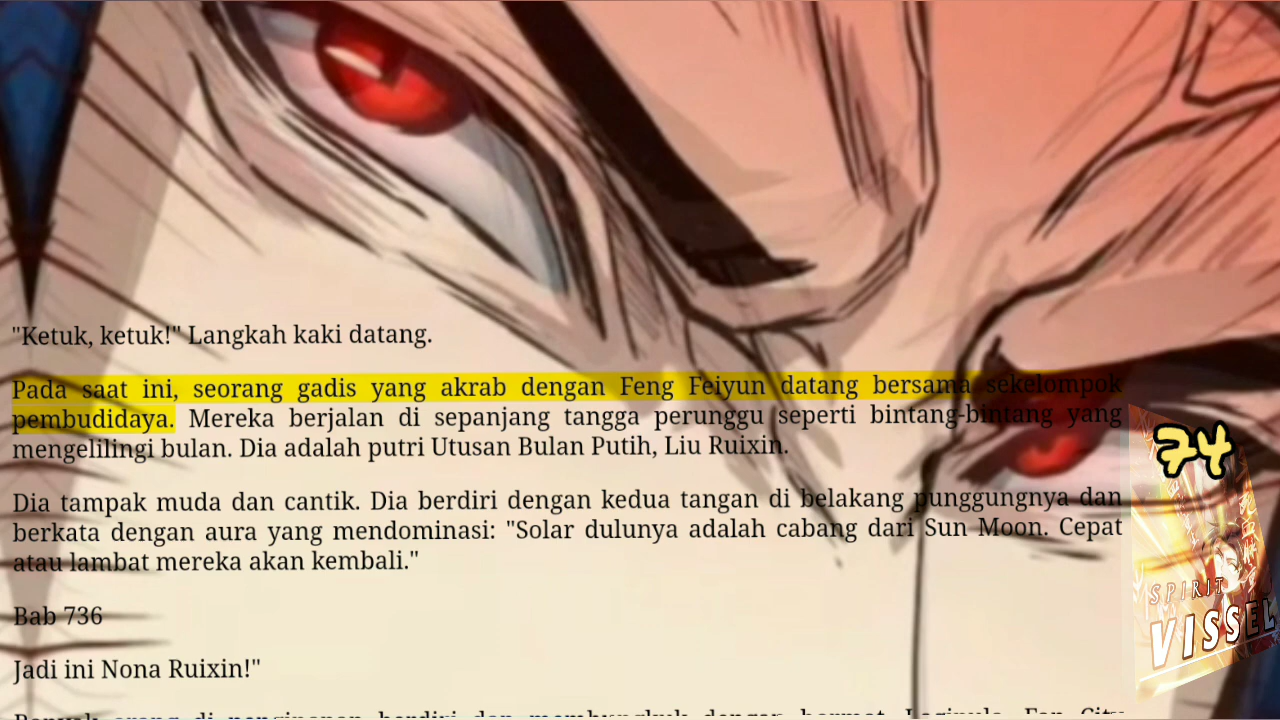 "Ketuk, ketuk!" Langkah kaki datang.
Pada saat ini, seorang gadis yang akrab dengan Feng Feiyun datang bersama sekelompok
pembudidaya. Mereka berjalan di sepanjang tangga perunggu seperti bintang-bintang yang
mengelilingi bulan. Dia adalah putri Utusan Bulan Putih, Liu Ruixin.
Dia tampak muda dan cantik. Dia berdiri dengan kedua tangan di belakang punggungnya dan
berkata dengan aura yang mendominasi: "Solar dulunya adalah cabang dari Sun Moon. Cepat
atau lambat mereka akan kembali."
Bab 736
Jadi ini Nona Ruixin!"
74
SPIRIT
VISSEL